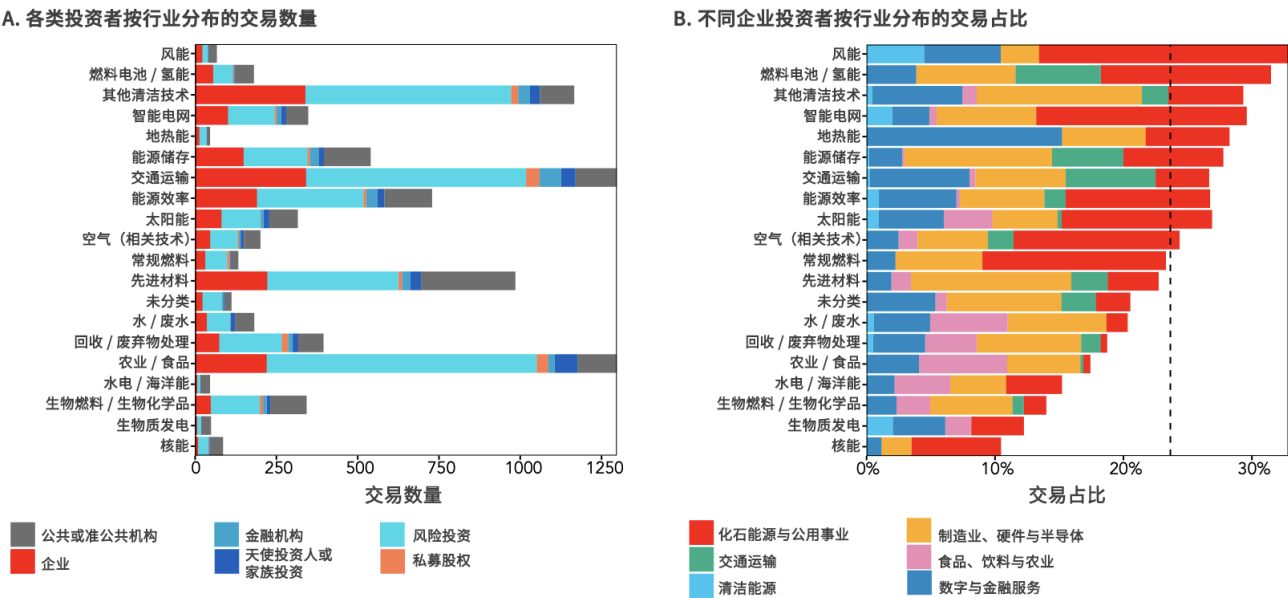 A. 各类投资者按行业分布的交易数量
风能
燃料电池 / 氢能
其他清洁技术
智能电网
地热能
能源储存
交通运输
能源效率
太阳能
空气（相关技术）
常规燃料
先进材料
未分类
水 / 废水
回收 / 废弃物处理
农业 / 食品
水电 / 海洋能
生物燃料 / 生物化学品
生物质发电
核能
0 250 500 750 1000 1250
交易数量
公共或准公共机构
金融机构
风险投资
企业
天使投资人或
家族投资
私募股权
B. 不同企业投资者按行业分布的交易占比
风能
燃料电池 / 氢能
其他清洁技术
智能电网
地热能
能源储存
交通运输
能源效率
太阳能
空气（相关技术）
常规燃料
先进材料
未分类
水 / 废水
回收 / 废弃物处理
农业 / 食品
水电 / 海洋能
生物燃料 / 生物化学品
生物质发电
核能
0% 10% 20% 30%
交易占比
化石能源与公用事业
制造业、硬件与半导体
交通运输
食品、饮料与农业
清洁能源
数字与金融服务